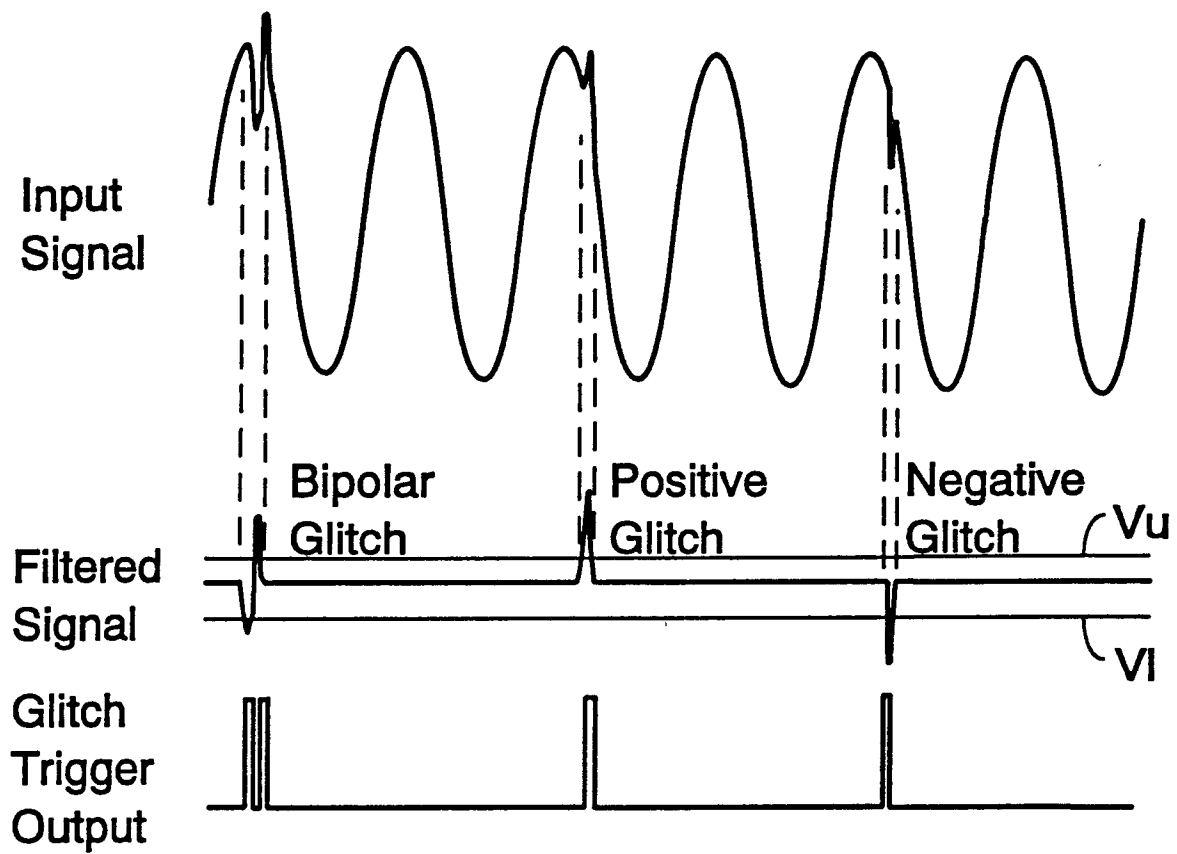 Input
Signal
Bipolar
Glitch
Positive
Glitch
Negative
Glitch
Vu
Filtered
Signal
Vl
Glitch
Trigger
Output